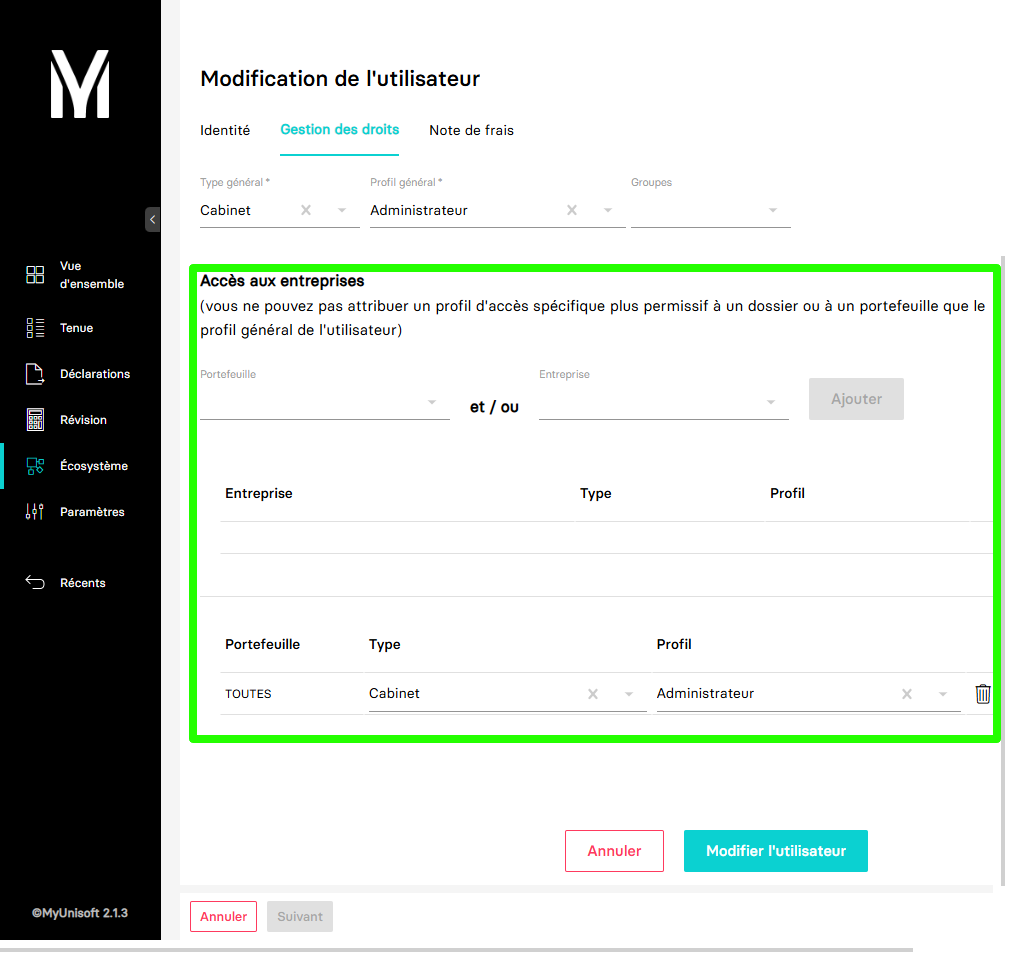 Modification de l'utilisateur
Identité Gestion des droits Note de frais
Type général * Profil général * Groupes
Cabinet Administrateur
Vue
d'ensemble
Tenue
Déclarations
Révision
Écosystème
Paramètres
Récents
©MyUnisoft 2.1.3
Accès aux entreprises
(vous ne pouvez pas attribuer un profil d'accès spécifique plus permissif à un dossier ou à un portefeuille que le
profil général de l'utilisateur)
Portefeuille Entreprise
et / ou Ajouter
Entreprise Type Profil
Portefeuille Type Profil
TOUTES Cabinet Administrateur
Annuler Modifier l'utilisateur
Annuler Suivant